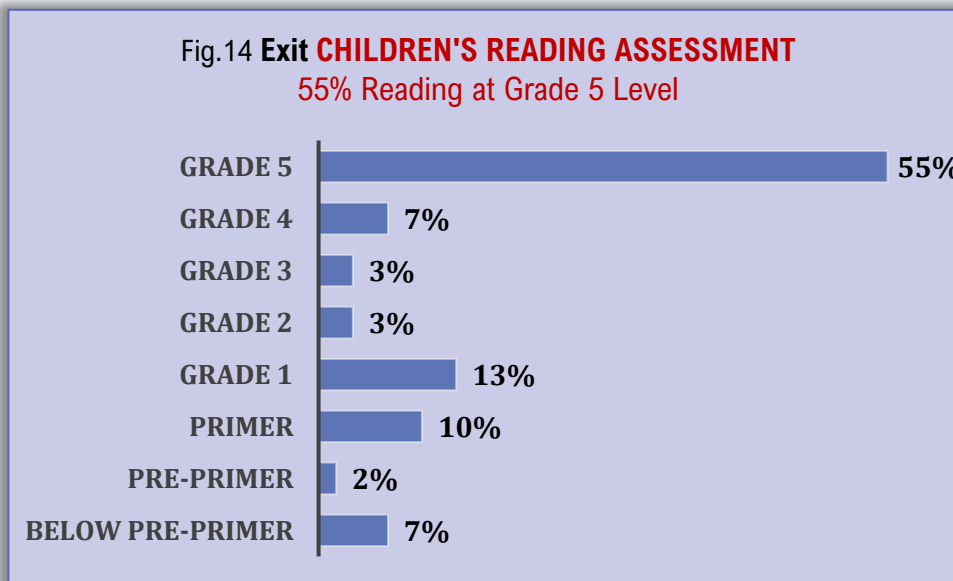 Fig.14 Exit CHILDREN'S READING ASSESSMENT
55% Reading at Grade 5 Level
GRADE 5 55%
GRADE 4 7%
GRADE 3 3%
GRADE 2 3%
GRADE 1 13%
PRIMER 10%
PRE-PRIMER 2%
BELOW PRE-PRIMER 7%